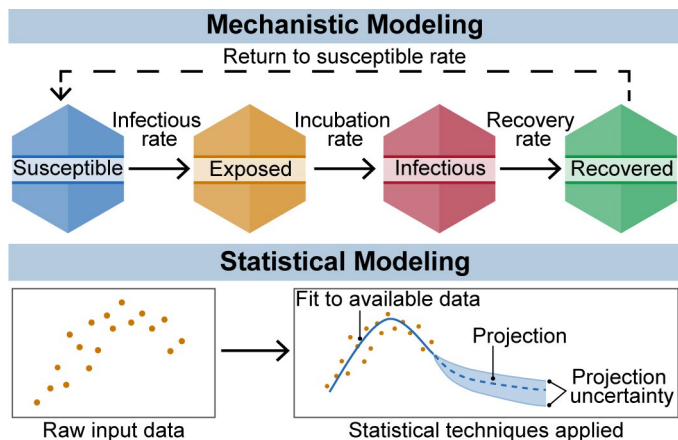 Mechanistic Modeling
Return to susceptible rate
Infectious
rate
Incubation
rate
Recovery
rate
Susceptible
Exposed
Infectious
Recovered
Statistical Modeling
Fit to available data
Projection
Projection
uncertainty
Raw input data
Statistical techniques applied